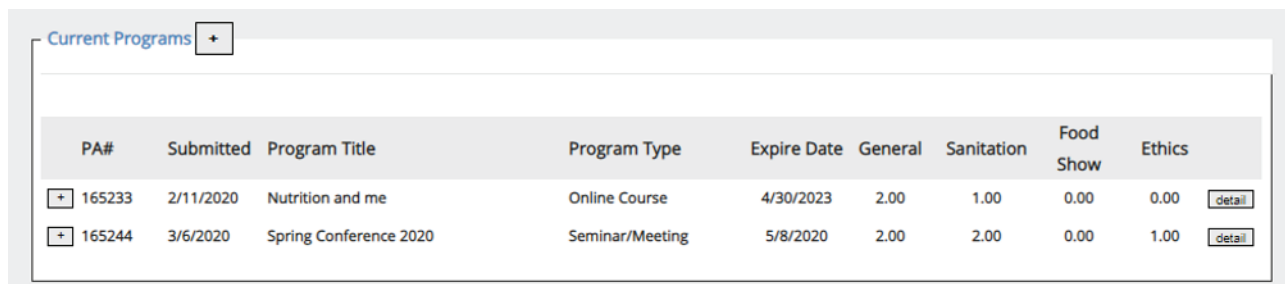 Current Programs +
PA# Submitted Program Title Program Type Expire Date General Sanitation Food Show Ethics
+ 165233 2/11/2020 Nutrition and me Online Course 4/30/2023 2.00 1.00 0.00 0.00 detail
+ 165244 3/6/2020 Spring Conference 2020 Seminar/Meeting 5/8/2020 2.00 2.00 0.00 1.00 detail